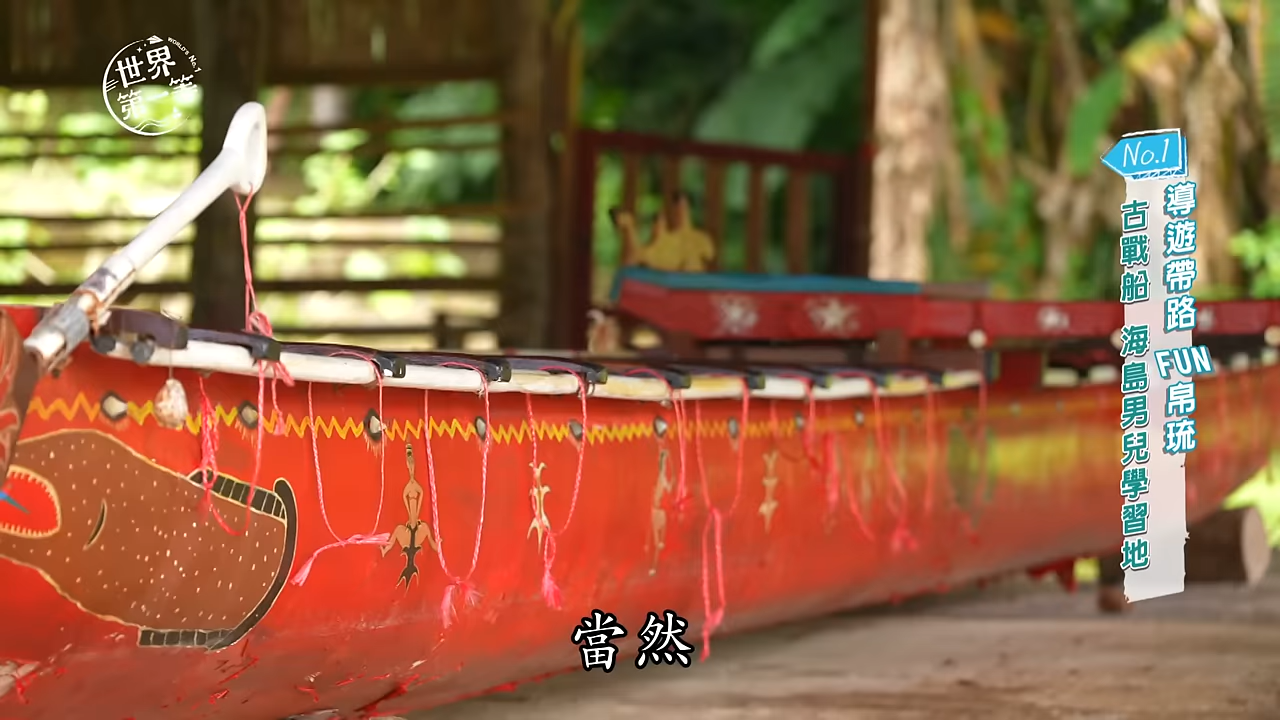 世界
第一等
WORLD'S No.1
No.1
導遊帶路 FUN帛琉
古戰船 海島男兒學習地
當然